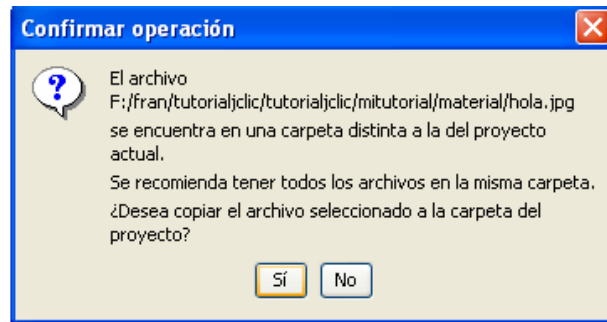 Confirmar operación
El archivo
F:/fran/tutorialjclic/tutorialjclic/mitutorial/material/hola.jpg
se encuentra en una carpeta distinta a la del proyecto
actual.
Se recomienda tener todos los archivos en la misma carpeta.
¿Desea copiar el archivo seleccionado a la carpeta del
proyecto?
Sí No